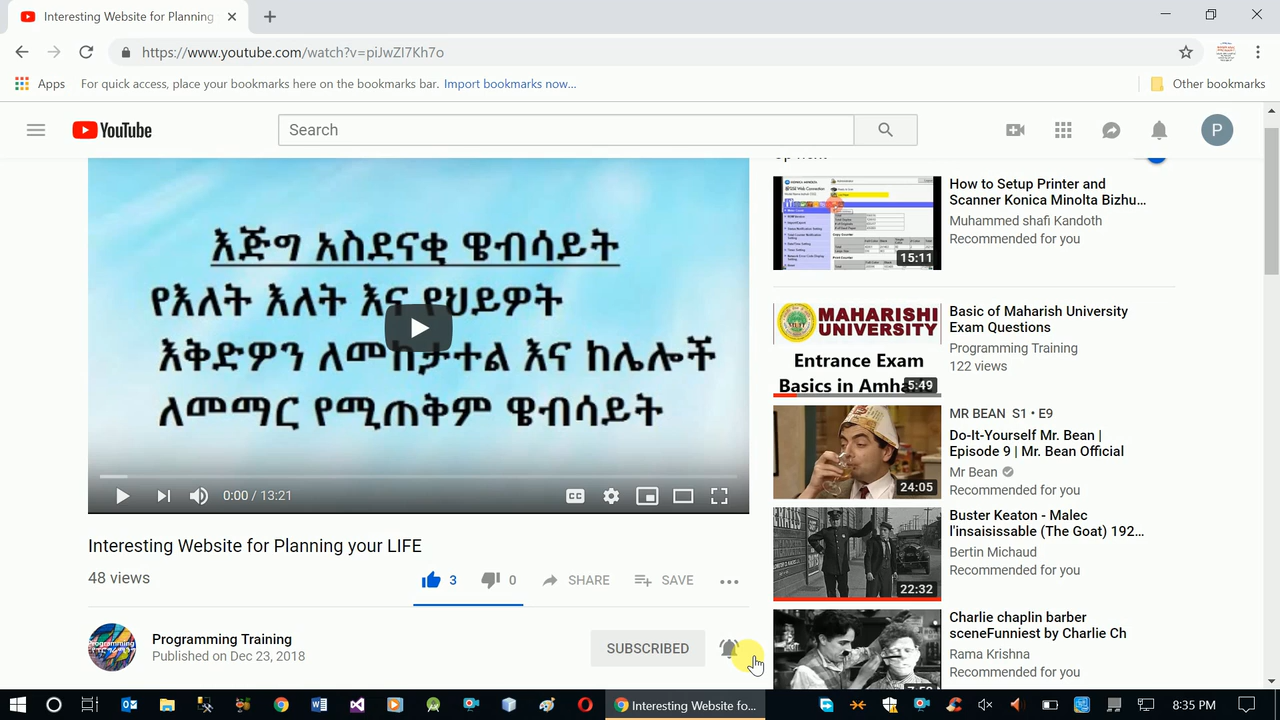 Interesting Website for Planning
https://www.youtube.com/watch?v=piJwZI7Kh7o
Apps For quick access, place your bookmarks here on the bookmarks bar. Import bookmarks now... Other bookmarks
YouTube
Search
P
እጅግ
የእለት እለት እና የህይዎት
እቅድዎን ለመከታተል እና ከሌሎች
ለመማር የሚጠቅም ዌብሳይት
0:00 / 13:21
CC
Interesting Website for Planning your LIFE
48 views
3
0
SHARE
SAVE
Programming Training
Published on Dec 23, 2018
SUBSCRIBED
15:11
How to Setup Printer and
Scanner Konica Minolta Bizhu...
Muhammed shafi Kandoth
Recommended for you
MAHARISHI
UNIVERSITY
Entrance Exam
Basics in
5:49
Basic of Maharish University
Exam Questions
Programming Training
122 views
24:05
MR BEAN S1 • E9
Do-It-Yourself Mr. Bean |
Episode 9 | Mr. Bean Official
Mr Bean
Recommended for you
22:32
Buster Keaton - Malec
l'insaisissable (The Goat) 192...
Bertin Michaud
Recommended for you
Charlie chaplin barber
sceneFunniest by Charlie Ch
Rama Krishna
Recommended for you
Interesting Website fo...
8:35 PM